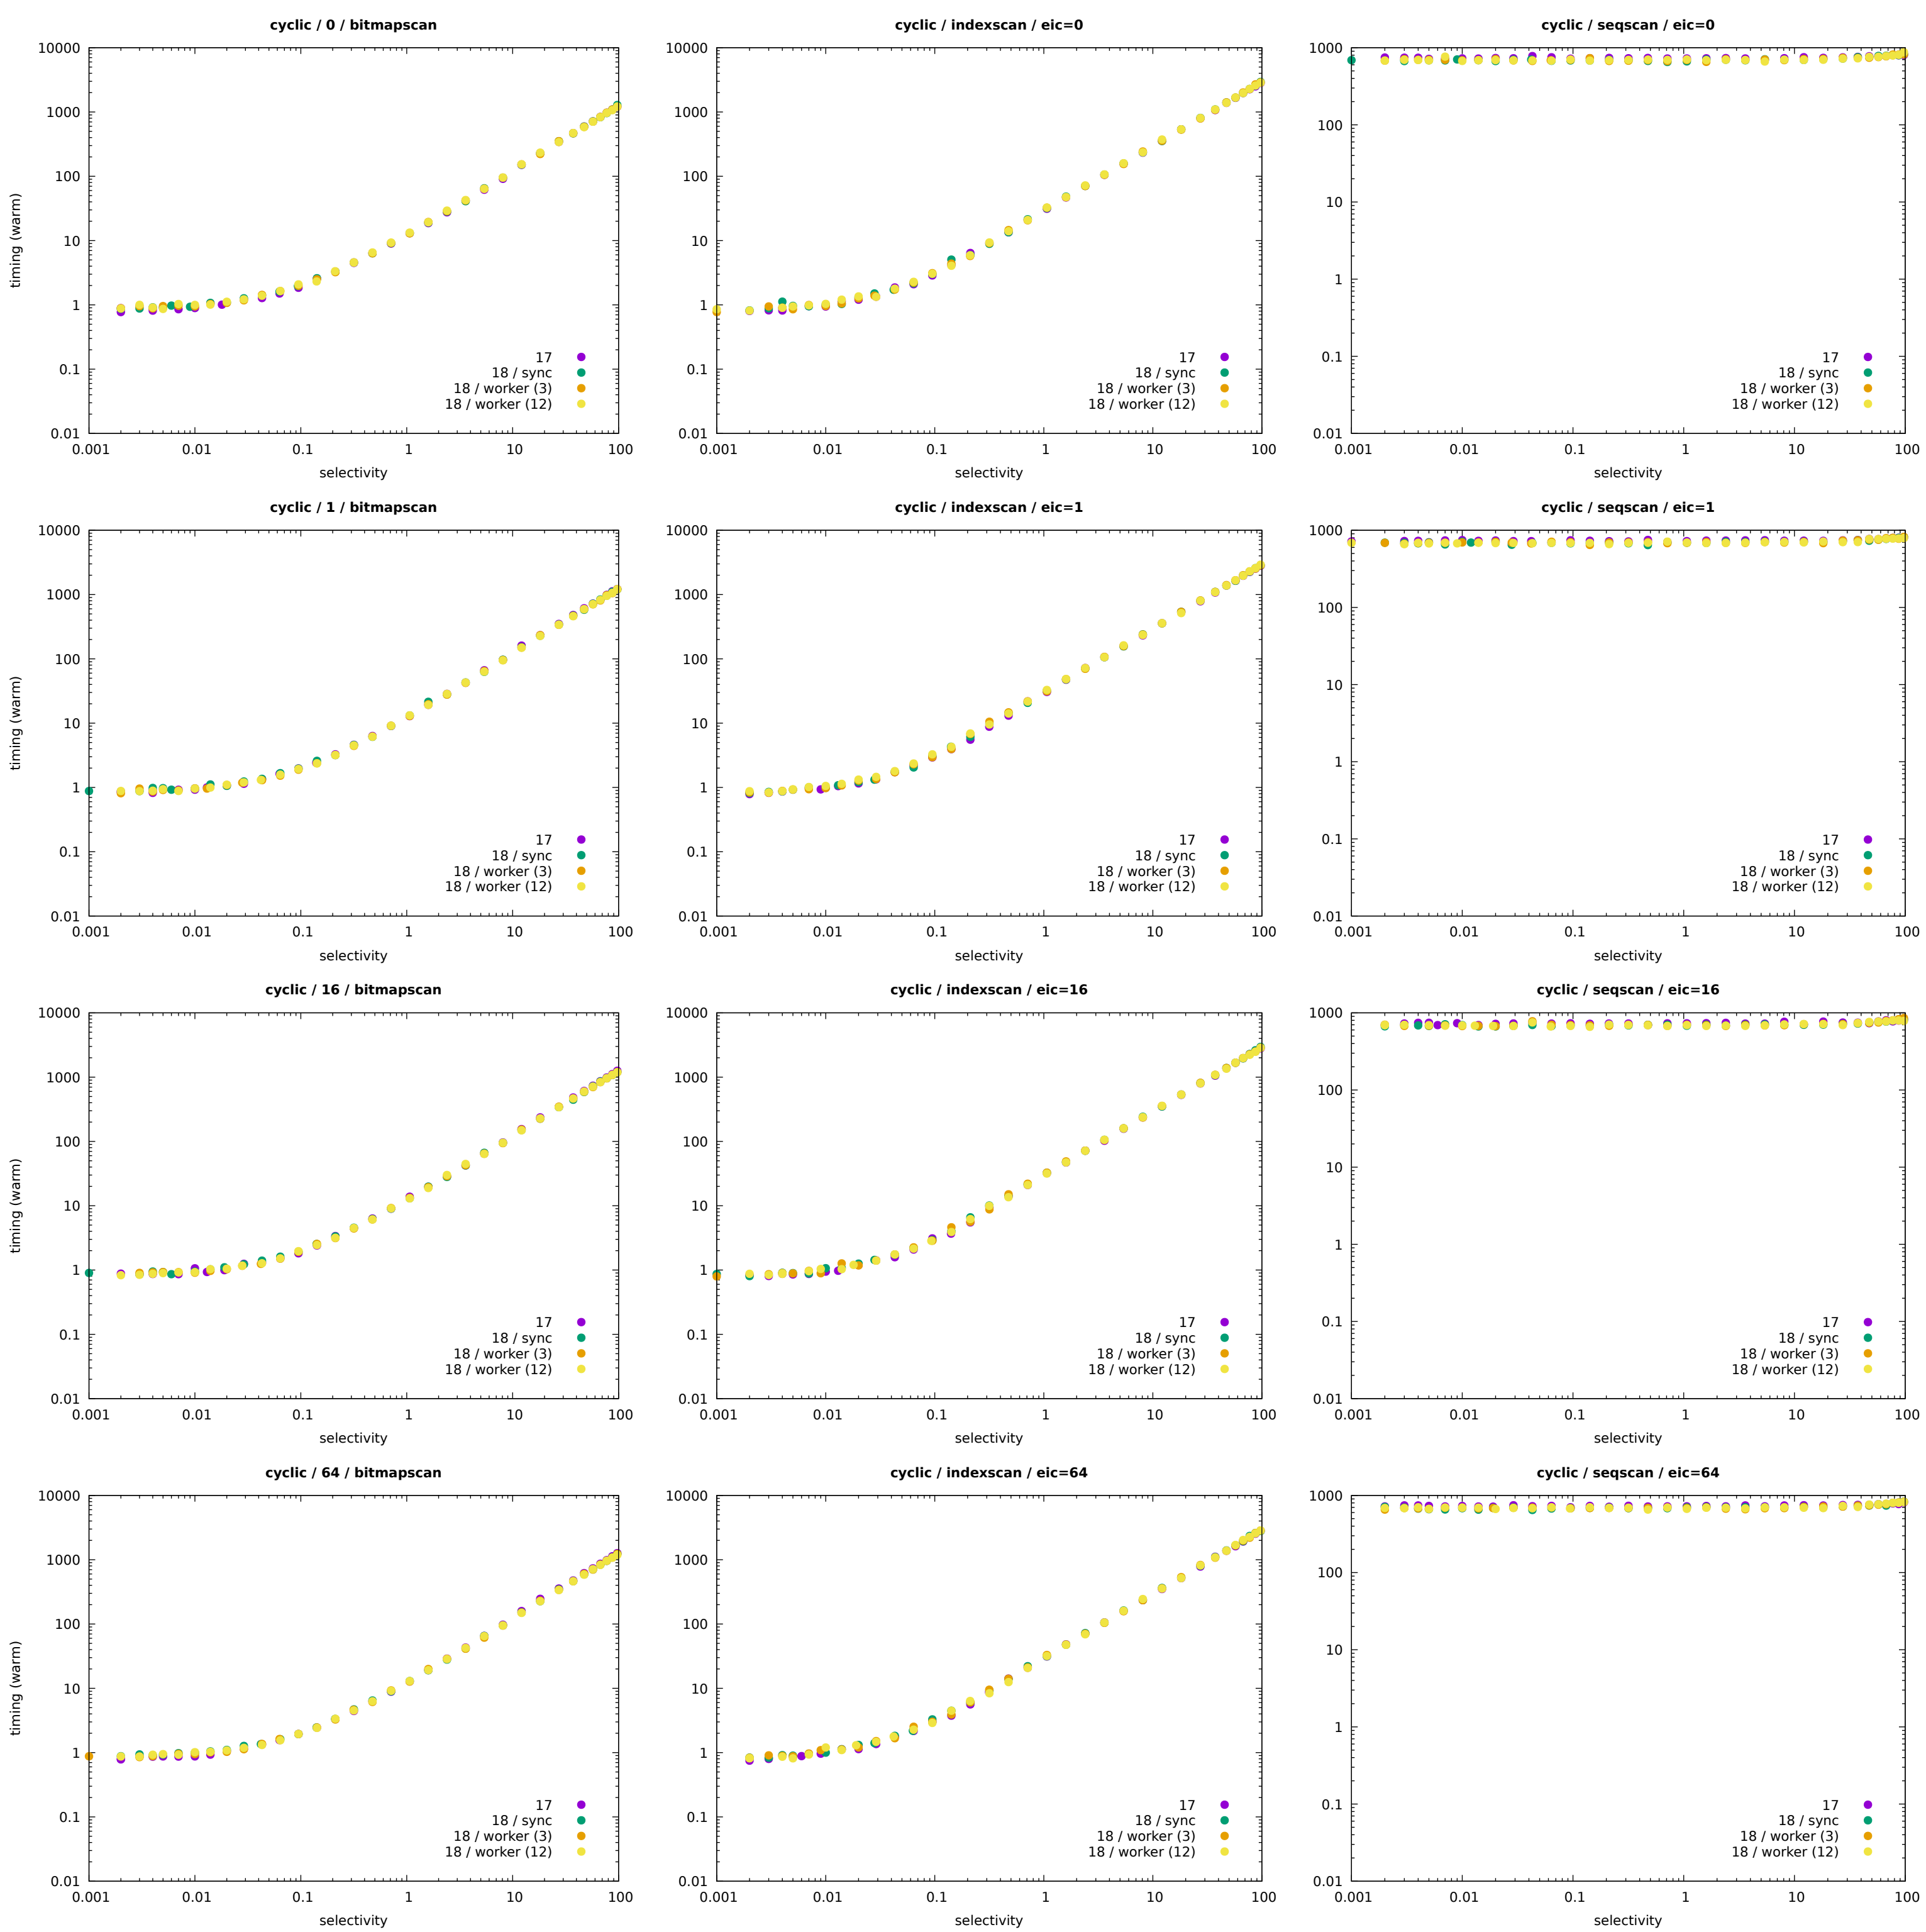 cyclic / 0 / bitmapscan
timing (warm)
10000
1000
100
10
1
0.1
0.01
17
18 / sync
18 / worker (3)
18 / worker (12)
0.001 0.01 0.1 1 10 100
selectivity
cyclic / indexscan / eic=0
10000
1000
100
10
1
0.1
0.01
17
18 / sync
18 / worker (3)
18 / worker (12)
0.001 0.01 0.1 1 10 100
selectivity
cyclic / seqscan / eic=0
1000
100
10
1
0.1
0.01
17
18 / sync
18 / worker (3)
18 / worker (12)
0.001 0.01 0.1 1 10 100
selectivity
cyclic / 1 / bitmapscan
timing (warm)
10000
1000
100
10
1
0.1
0.01
17
18 / sync
18 / worker (3)
18 / worker (12)
0.001 0.01 0.1 1 10 100
selectivity
cyclic / indexscan / eic=1
10000
1000
100
10
1
0.1
0.01
17
18 / sync
18 / worker (3)
18 / worker (12)
0.001 0.01 0.1 1 10 100
selectivity
cyclic / seqscan / eic=1
1000
100
10
1
0.1
0.01
17
18 / sync
18 / worker (3)
18 / worker (12)
0.001 0.01 0.1 1 10 100
selectivity
cyclic / 16 / bitmapscan
timing (warm)
10000
1000
100
10
1
0.1
0.01
17
18 / sync
18 / worker (3)
18 / worker (12)
0.001 0.01 0.1 1 10 100
selectivity
cyclic / indexscan / eic=16
10000
1000
100
10
1
0.1
0.01
17
18 / sync
18 / worker (3)
18 / worker (12)
0.001 0.01 0.1 1 10 100
selectivity
cyclic / seqscan / eic=16
1000
100
10
1
0.1
0.01
17
18 / sync
18 / worker (3)
18 / worker (12)
0.001 0.01 0.1 1 10 100
selectivity
cyclic / 64 / bitmapscan
timing (warm)
10000
1000
100
10
1
0.1
0.01
17
18 / sync
18 / worker (3)
18 / worker (12)
0.001 0.01 0.1 1 10 100
selectivity
cyclic / indexscan / eic=64
10000
1000
100
10
1
0.1
0.01
17
18 / sync
18 / worker (3)
18 / worker (12)
0.001 0.01 0.1 1 10 100
selectivity
cyclic / seqscan / eic=64
1000
100
10
1
0.1
0.01
17
18 / sync
18 / worker (3)
18 / worker (12)
0.001 0.01 0.1 1 10 100
selectivity